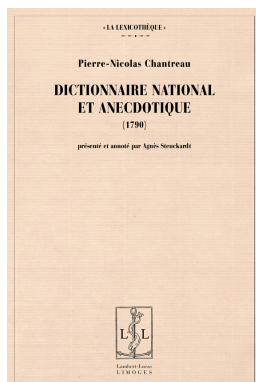 « LA LEXICOTHÈQUE »
Pierre-Nicolas Chantreau
DICTIONNAIRE NATIONAL
ET ANECDOTIQUE
(1790)
présenté et annoté par Agnès Steuckardt
L L
Lambert-Lucas
LIMOGES